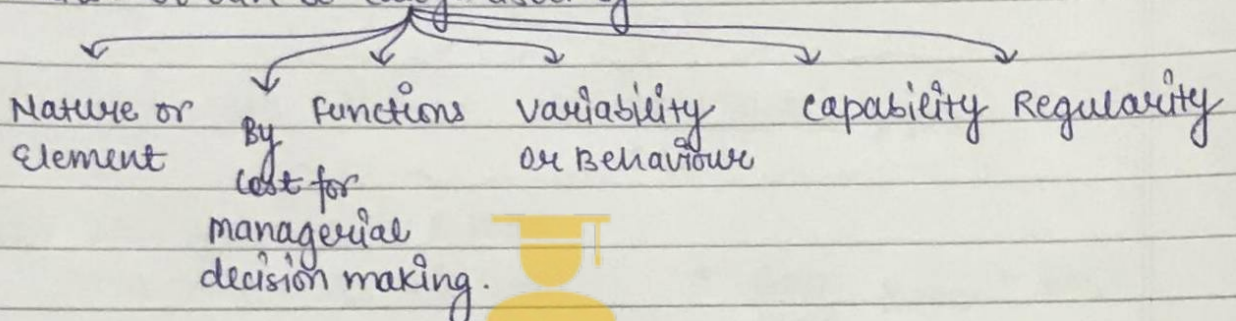 Nature or
Element
By
Cost for
managerial
decision making.
Functions
Variability
or Behaviour
Capability
Regularity